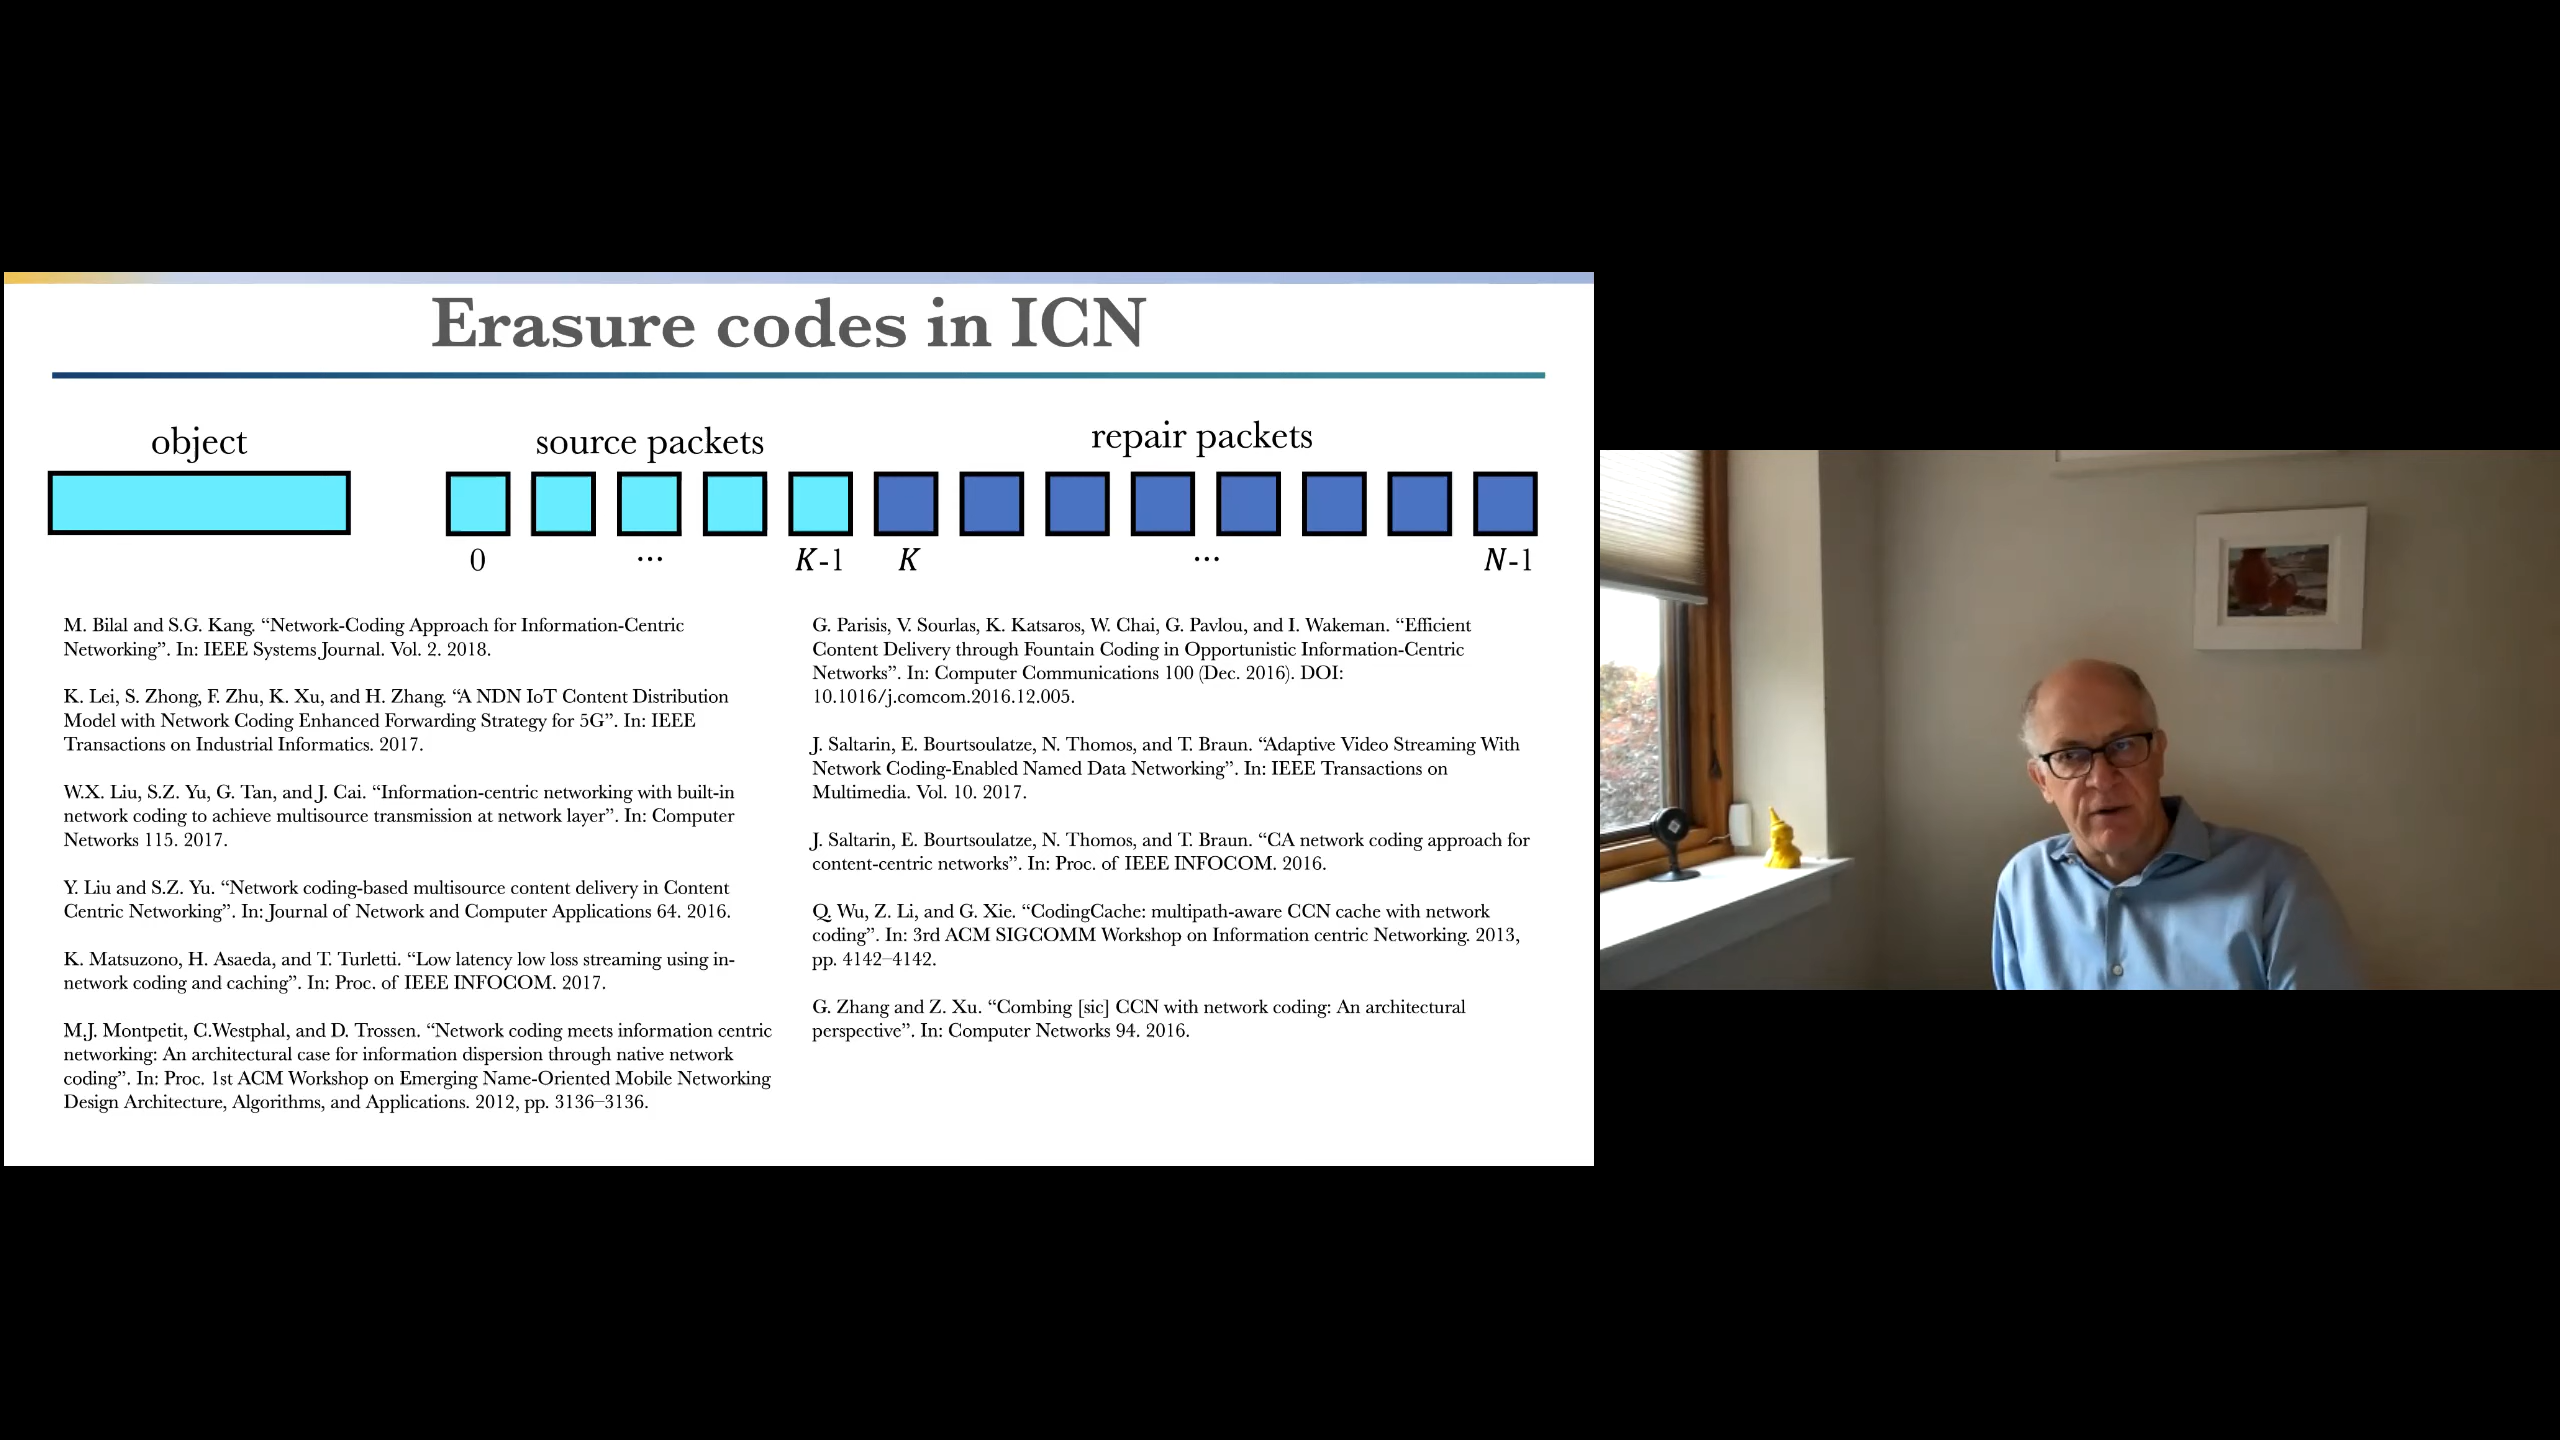 Erasure codes in ICN
object
source packets
repair packets
0
...
K-1
K
...
N-1
M. Bilal and S.G. Kang. “Network-Coding Approach for Information-Centric
Networking”. In: IEEE Systems Journal. Vol. 2. 2018.
K. Lei, S. Zhong, F. Zhu, K. Xu, and H. Zhang. “A NDN IoT Content Distribution
Model with Network Coding Enhanced Forwarding Strategy for 5G”. In: IEEE
Transactions on Industrial Informatics. 2017.
W.X. Liu, S.Z. Yu, G. Tan, and J. Cai. “Information-centric networking with built-in
network coding to achieve multisource transmission at network layer”. In: Computer
Networks 115. 2017.
Y. Liu and S.Z. Yu. “Network coding-based multisource content delivery in Content
Centric Networking”. In: Journal of Network and Computer Applications 64. 2016.
K. Matsuzono, H. Asaeda, and T. Turletti. “Low latency low loss streaming using in-
network coding and caching”. In: Proc. of IEEE INFOCOM. 2017.
M.J. Montpetit, C.Westphal, and D. Trossen. “Network coding meets information centric
networking: An architectural case for information dispersion through native network
coding”. In: Proc. 1st ACM Workshop on Emerging Name-Oriented Mobile Networking
Design Architecture, Algorithms, and Applications. 2012, pp. 3136–3136.
G. Parisis, V. Sourlas, K. Katsaros, W. Chai, G. Pavlou, and I. Wakeman. “Efficient
Content Delivery through Fountain Coding in Opportunistic Information-Centric
Networks”. In: Computer Communications 100 (Dec. 2016). DOI:
10.1016/j.comcom.2016.12.005.
J. Saltarin, E. Bourtsoulatze, N. Thomos, and T. Braun. “Adaptive Video Streaming With
Network Coding-Enabled Named Data Networking”. In: IEEE Transactions on
Multimedia. Vol. 10. 2017.
J. Saltarin, E. Bourtsoulatze, N. Thomos, and T. Braun. “CA network coding approach for
content-centric networks”. In: Proc. of IEEE INFOCOM. 2016.
Q. Wu, Z. Li, and G. Xie. “CodingCache: multipath-aware CCN cache with network
coding”. In: 3rd ACM SIGCOMM Workshop on Information centric Networking. 2013,
pp. 4142–4142.
G. Zhang and Z. Xu. “Combing [sic] CCN with network coding: An architectural
perspective”. In: Computer Networks 94. 2016.